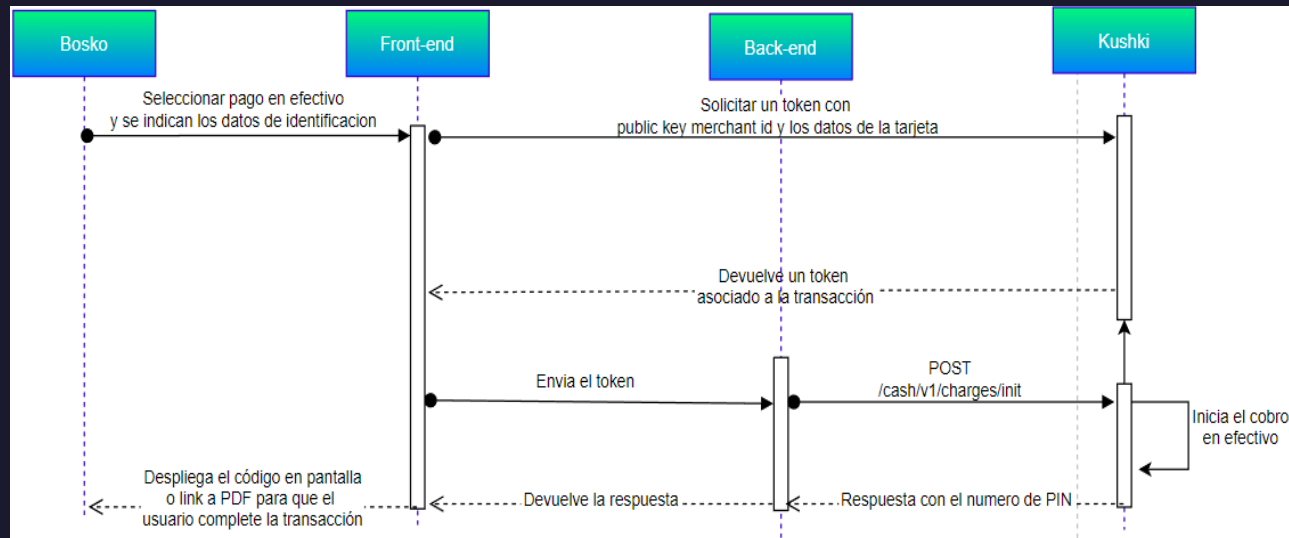 Bosko
Front-end
Back-end
Kushki
Seleccionar pago en efectivo
y se indican los datos de identificacion
Solicitar un token con
public key merchant id y los datos de la tarjeta
Devuelve un token
asociado a la transacción
Envia el token
POST
/cash/v1/charges/init
Inicia el cobro
en efectivo
Despliega el código en pantalla
o link a PDF para que el
usuario complete la transacción
Devuelve la respuesta
Respuesta con el numero de PIN